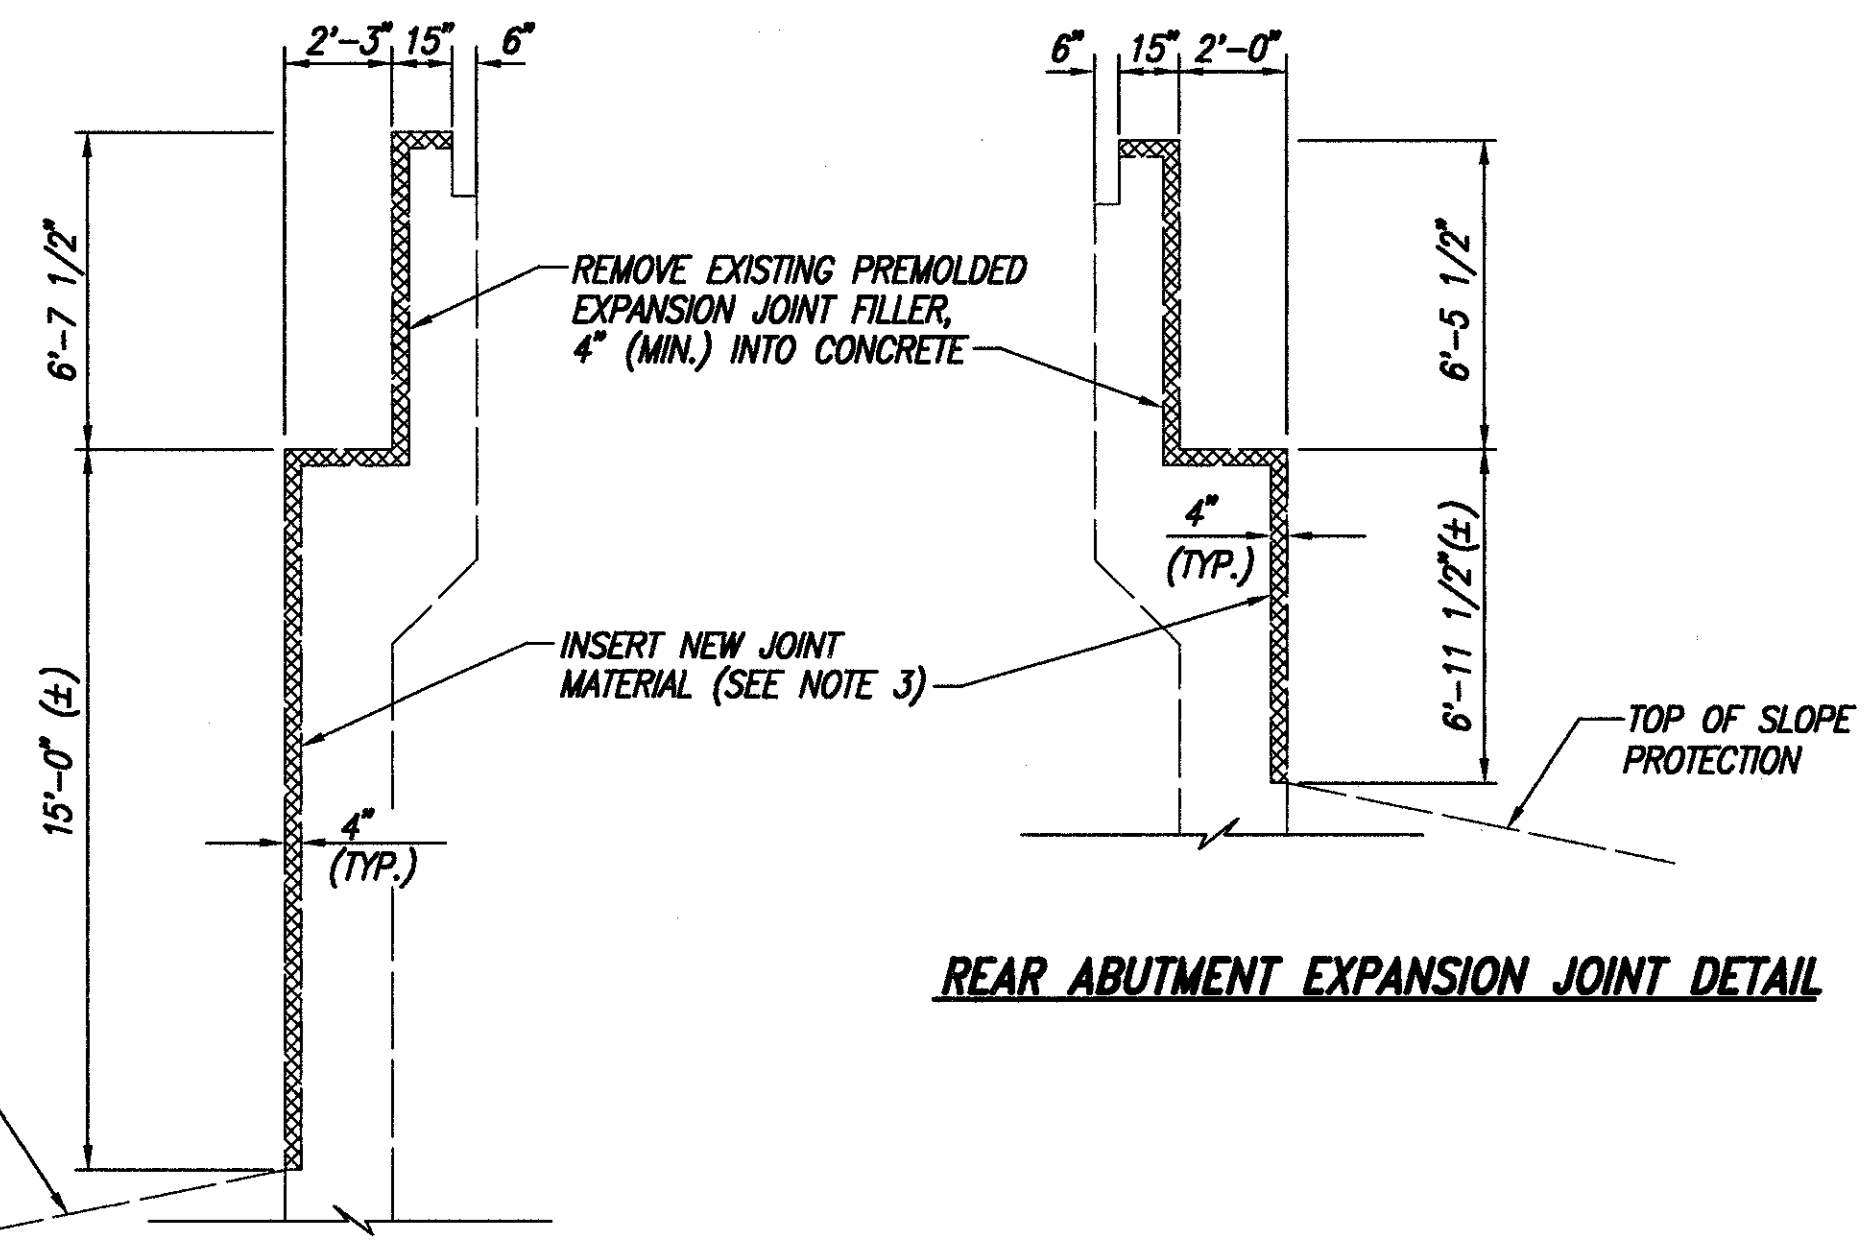 2'-3" 15" 6"
6" 15" 2'-0"
6'-7 1/2"
REMOVE EXISTING PREMOLDED
EXPANSION JOINT FILLER,
4" (MIN.) INTO CONCRETE
6'-5 1/2"
4"
(TYP.)
6'-11 1/2"(±)
INSERT NEW JOINT
MATERIAL (SEE NOTE 3)
15'-0" (±)
TOP OF SLOPE
PROTECTION
4"
(TYP.)
REAR ABUTMENT EXPANSION JOINT DETAIL